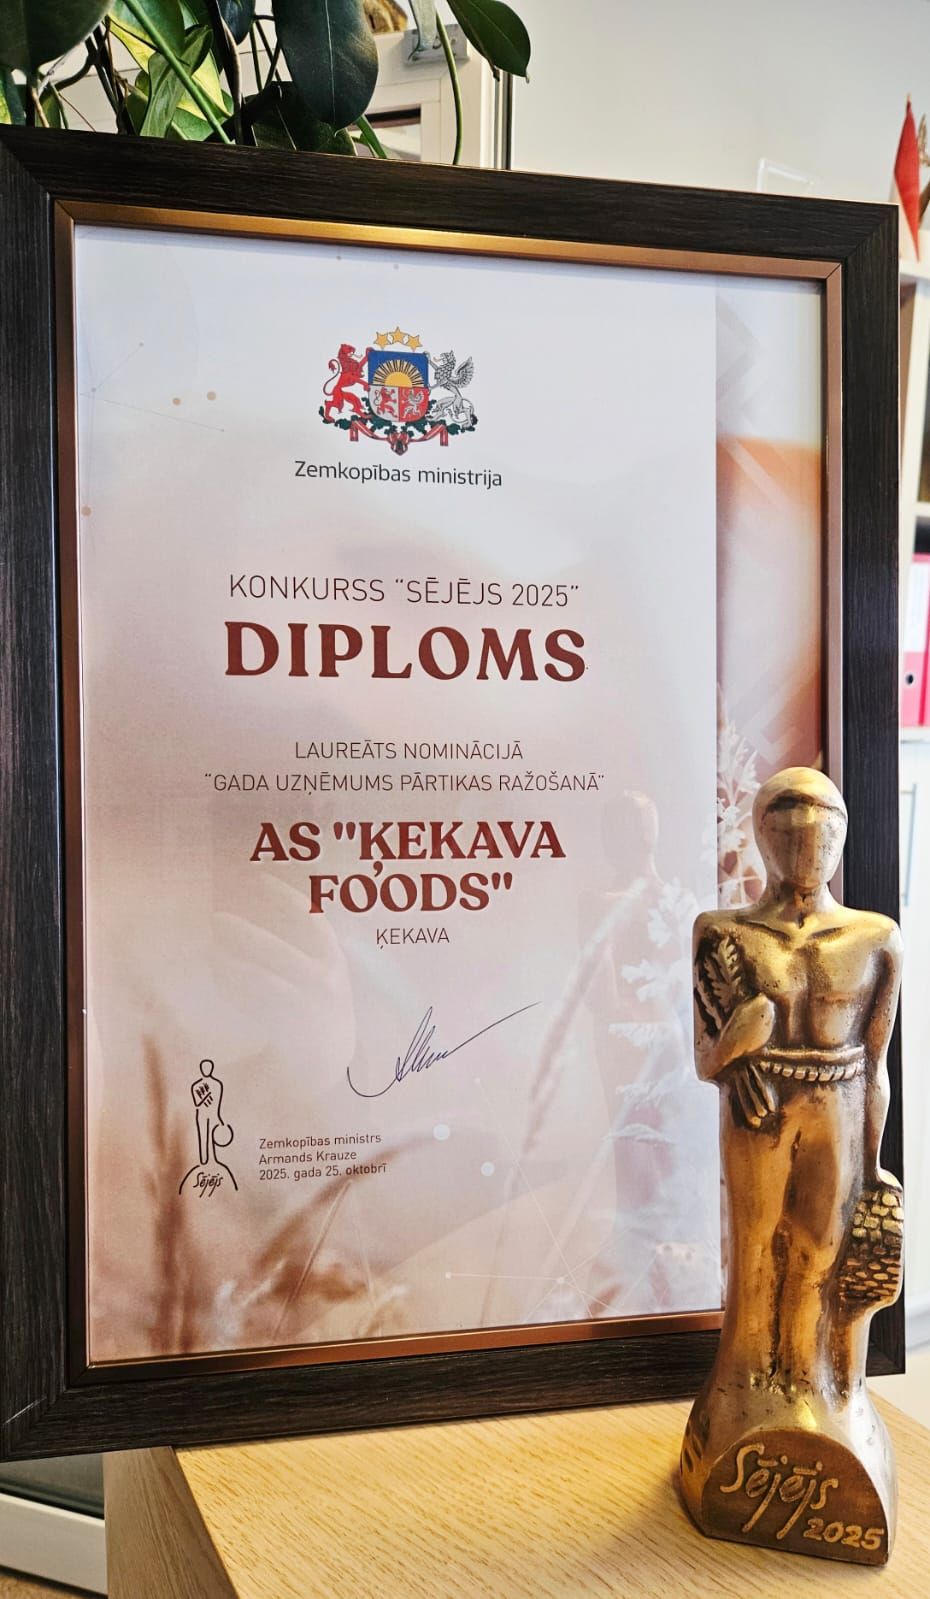 Zemkopības ministrija
KONKURSS "SĒJĒJS 2025"
DIPLOMS
LAUREĀTS NOMINĀCIJĀ
"GADA UZŅĒMUMS PĀRTIKAS RAŽOŠANĀ"
AS "ĶEKAVA
FOODS"
ĶEKAVA
Zemkopības ministrs
Armands Krauze
2025. gada 25. oktobrī
Sējējs
Sējējs
2025